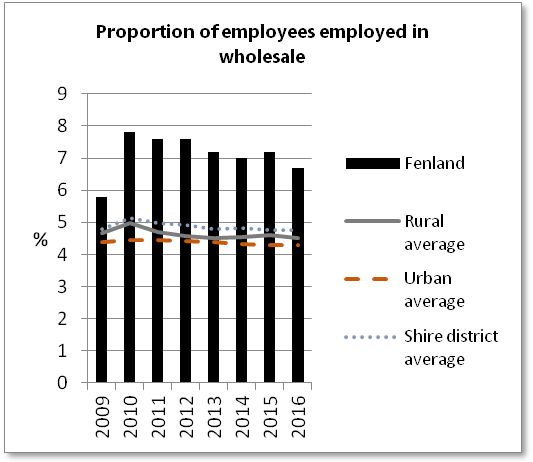 Proportion of employees employed in
wholesale
9
8
7
6
5
4
3
2
1
0
%
2009
2010
2011
2012
2013
2014
2015
2016
Fenland
Rural
average
Urban
average
Shire district
average